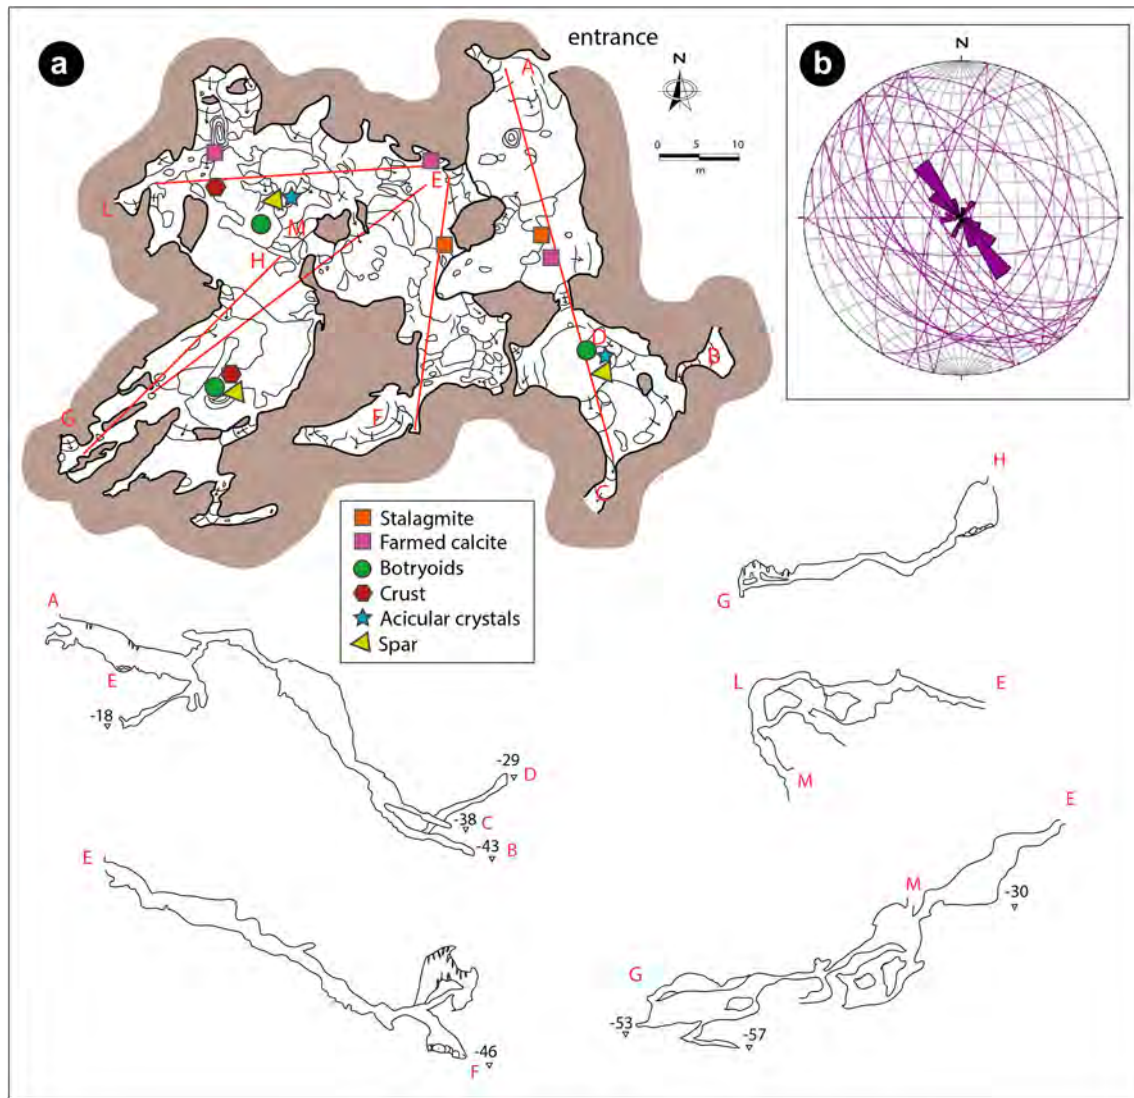 a
entrance
A
N
0
5
10
m
L
E
M
H
G
F
D
B
C
b
N
Stalagmite
Farmed calcite
Botryoids
Crust
Acicular crystals
Spar
A
E
-18
-29
D
-38
C
-43
B
H
G
L
E
M
E
-46
F
E
M
-30
G
-53
-57